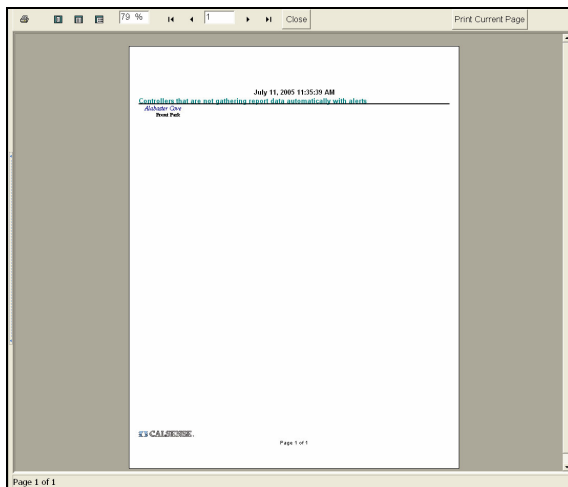 79 %
1
Close
Print Current Page
July 11, 2005 11:35:39 AM
Controllers that are not gathering report data automatically with alerts
Alabaster Cove
Front Park
CALSENSE
Page 1 of 1
Page 1 of 1